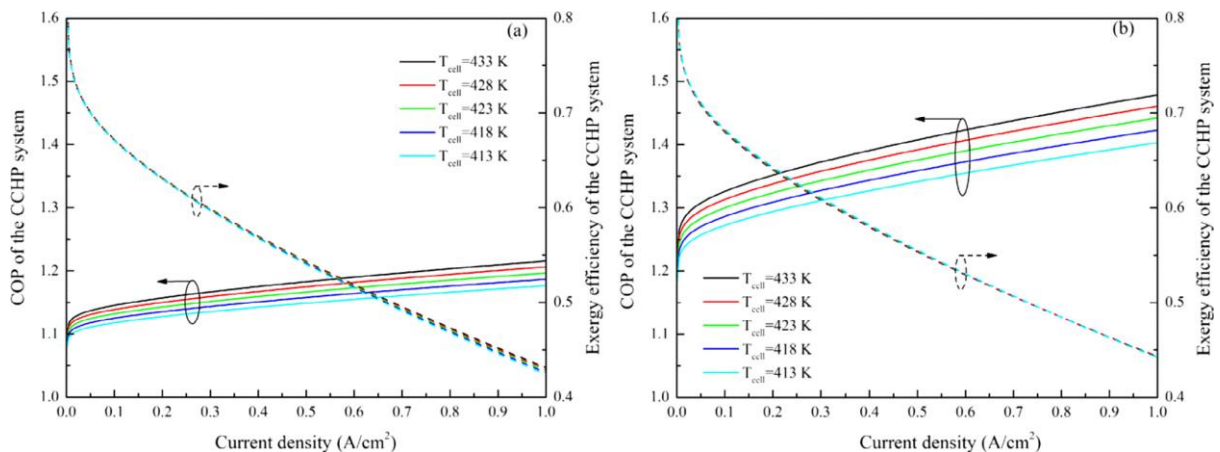 (a)
COP of the CCHP system
1.6
1.5
1.4
1.3
1.2
1.1
1.0
T_cell=433 K
T_cell=428 K
T_cell=423 K
T_cell=418 K
T_cell=413 K
0.8
0.7
0.6
0.5
0.4
Exergy efficiency of the CCHP system
0.0 0.1 0.2 0.3 0.4 0.5 0.6 0.7 0.8 0.9 1.0
Current density (A/cm²)
(b)
COP of the CCHP system
1.6
1.5
1.4
1.3
1.2
1.1
1.0
T_cell=433 K
T_cell=428 K
T_cell=423 K
T_cell=418 K
T_cell=413 K
0.8
0.7
0.6
0.5
0.4
Exergy efficiency of the CCHP system
0.0 0.1 0.2 0.3 0.4 0.5 0.6 0.7 0.8 0.9 1.0
Current density (A/cm²)